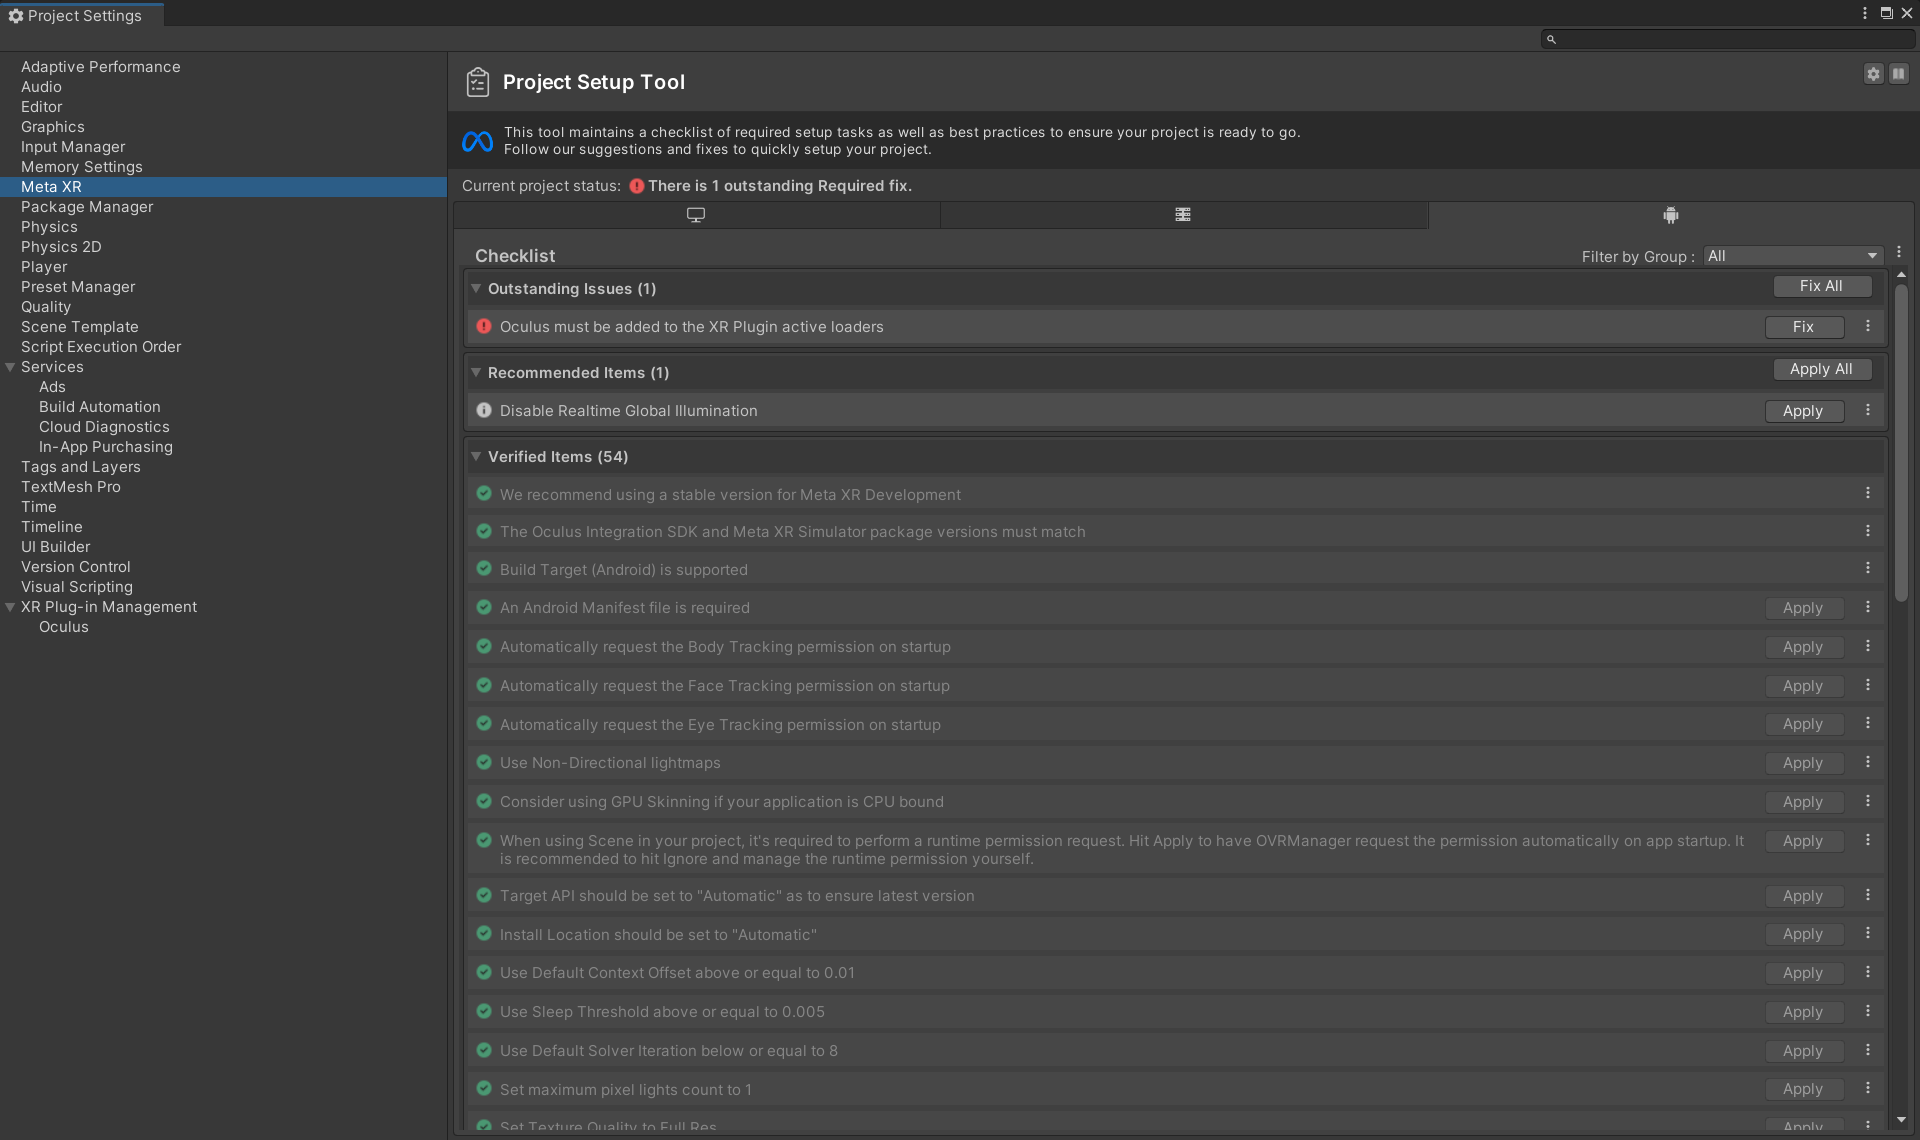 Project Settings
Adaptive Performance
Audio
Editor
Graphics
Input Manager
Memory Settings
Meta XR
Package Manager
Physics
Physics 2D
Player
Preset Manager
Quality
Scene Template
Script Execution Order
Services
Ads
Build Automation
Cloud Diagnostics
In-App Purchasing
Tags and Layers
TextMesh Pro
Time
Timeline
UI Builder
Version Control
Visual Scripting
XR Plug-in Management
Oculus
Project Setup Tool
This tool maintains a checklist of required setup tasks as well as best practices to ensure your project is ready to go.
Follow our suggestions and fixes to quickly setup your project.
Current project status: There is 1 outstanding Required fix.
Checklist
Filter by Group : All
Outstanding Issues (1) Fix All
Oculus must be added to the XR Plugin active loaders Fix
Recommended Items (1) Apply All
Disable Realtime Global Illumination Apply
Verified Items (54)
We recommend using a stable version for Meta XR Development
The Oculus Integration SDK and Meta XR Simulator package versions must match
Build Target (Android) is supported
An Android Manifest file is required Apply
Automatically request the Body Tracking permission on startup Apply
Automatically request the Face Tracking permission on startup Apply
Automatically request the Eye Tracking permission on startup Apply
Use Non-Directional lightmaps Apply
Consider using GPU Skinning if your application is CPU bound Apply
When using Scene in your project, it's required to perform a runtime permission request. Hit Apply to have OVRManager request the permission automatically on app startup. It Apply
is recommended to hit Ignore and manage the runtime permission yourself.
Target API should be set to "Automatic" as to ensure latest version Apply
Install Location should be set to "Automatic" Apply
Use Default Context Offset above or equal to 0.01 Apply
Use Sleep Threshold above or equal to 0.005 Apply
Use Default Solver Iteration below or equal to 8 Apply
Set maximum pixel lights count to 1 Apply
Set Texture Quality to Full Res Apply